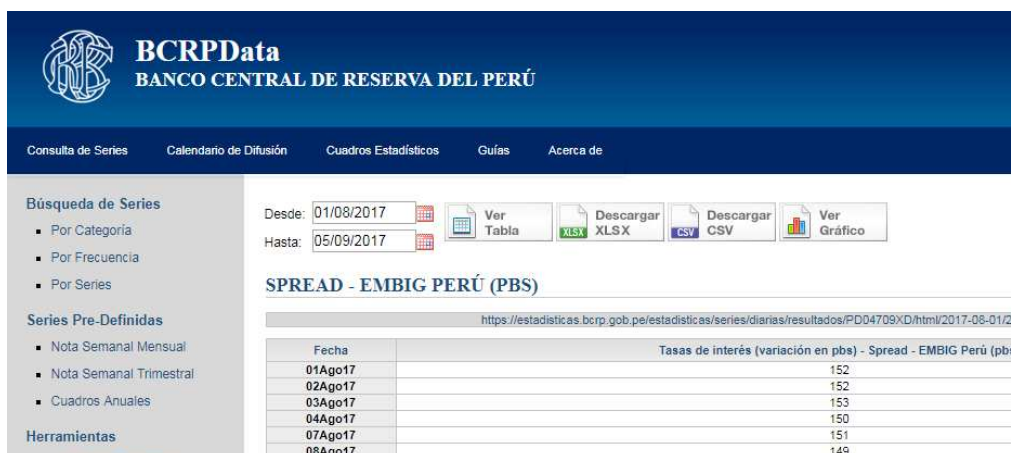 BCRPData
BANCO CENTRAL DE RESERVA DEL PERÚ
Consulta de Series Calendario de Difusión Cuadros Estadísticos Guías Acerca de
Búsqueda de Series
Por Categoría
Por Frecuencia
Por Series
Series Pre-Definidas
Nota Semanal Mensual
Nota Semanal Trimestral
Cuadros Anuales
Herramientas
Desde: 01/08/2017
Hasta: 05/09/2017
Ver Tabla
XLSX Descargar XLSX
CSV Descargar CSV
Ver Gráfico
SPREAD - EMBIG PERÚ (PBS)
https://estadisticas.bcrp.gob.pe/estadisticas/series/diarias/resultados/PD04709XD/html/2017-08-01/2
Fecha Tasas de interés (variación en pbs) - Spread - EMBIG Perú (pbs
01Ago17 152
02Ago17 152
03Ago17 153
04Ago17 150
07Ago17 151
08Ago17 149